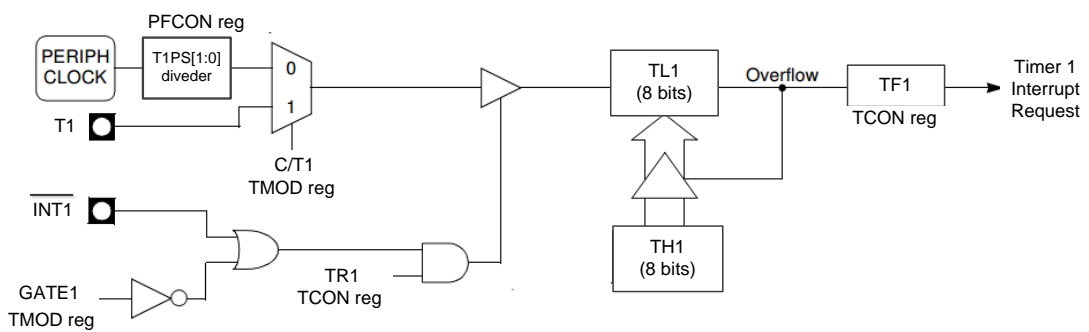 PFCON reg
PERIPH
CLOCK
T1PS[1:0]
diveder
0
1
T1
C/T1
TMOD reg
TL1
(8 bits)
Overflow
TF1
TCON reg
Timer 1
Interrupt
Request
INT1
GATE1
TMOD reg
TR1
TCON reg
TH1
(8 bits)